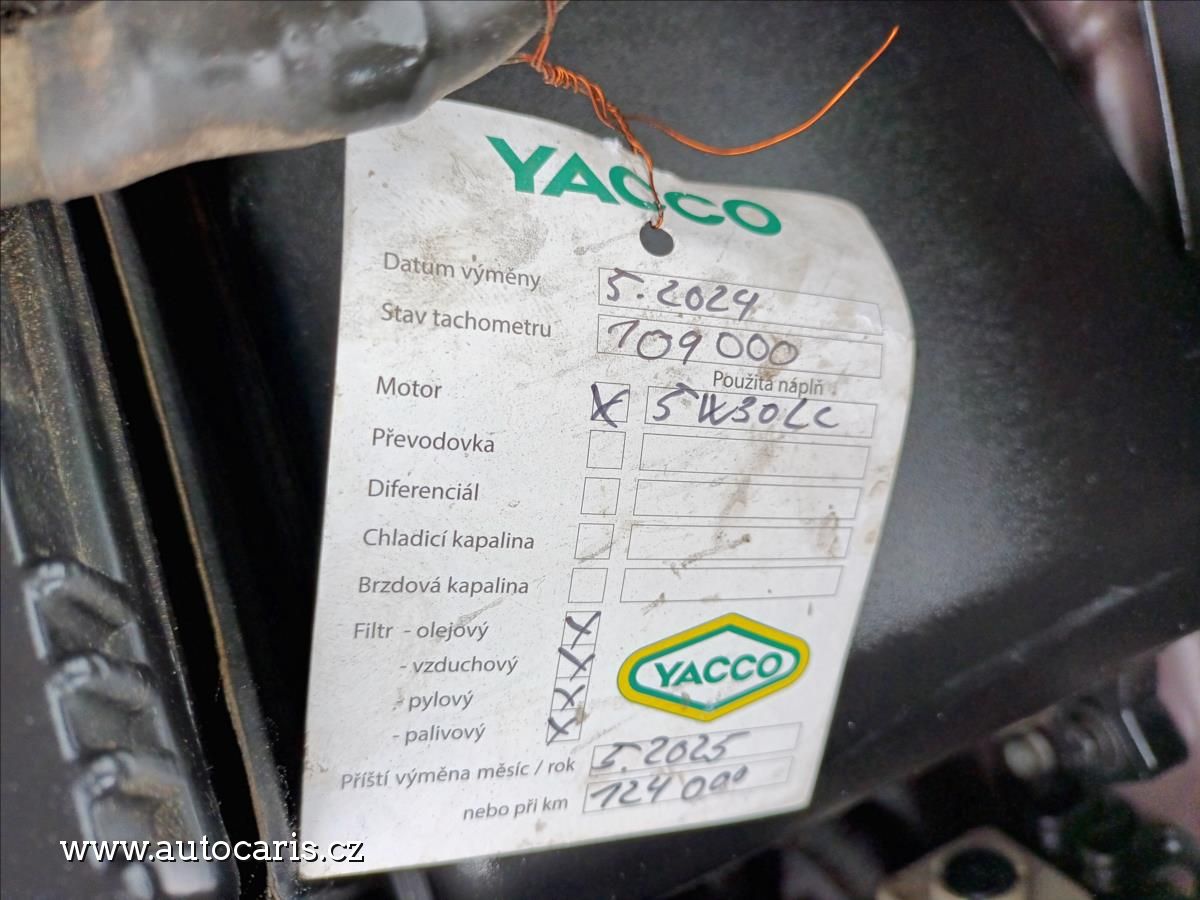 YACCO
Datum výměny 5.2024
Stav tachometru 109 000
Použitá náplň
Motor X 5W30LC
Převodovka
Diferenciál
Chladicí kapalina
Brzdová kapalina
Filtr - olejový X
- vzduchový X
- pylový X
- palivový X
YACCO
Příští výměna měsíc / rok 5.2025
nebo při km 124 000
www.autocaris.cz